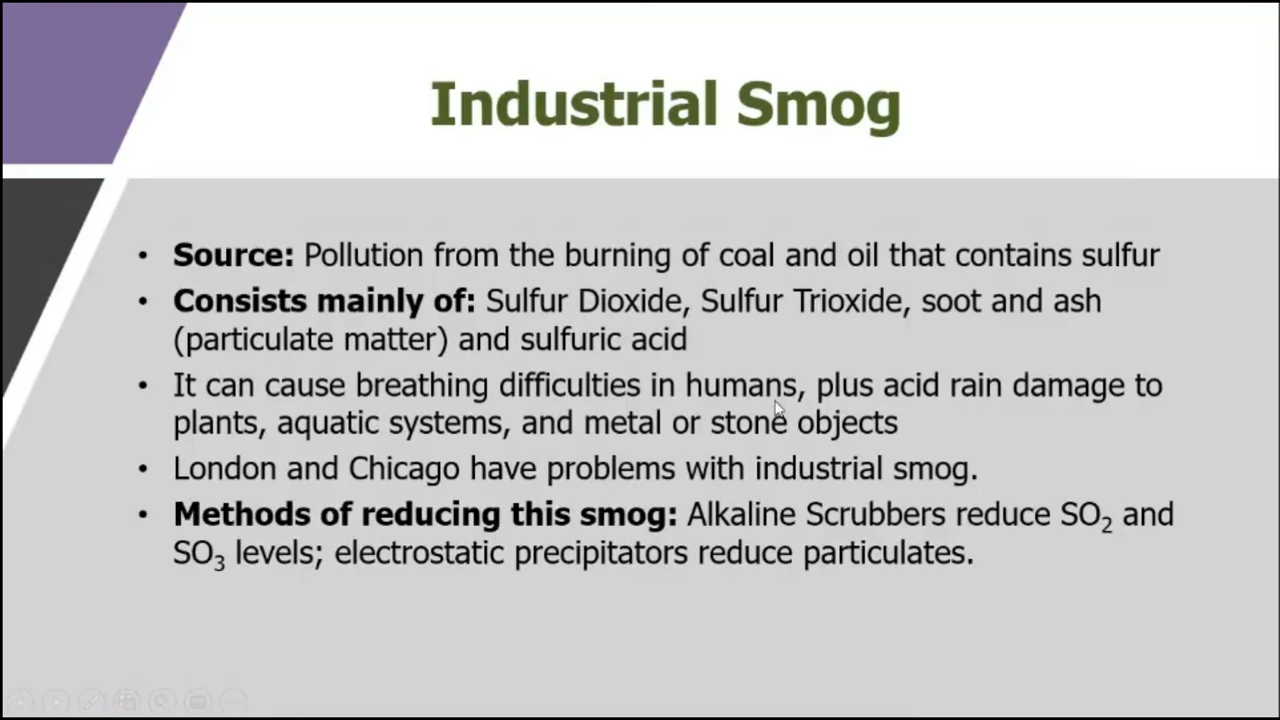 Industrial Smog
• Source: Pollution from the burning of coal and oil that contains sulfur
• Consists mainly of: Sulfur Dioxide, Sulfur Trioxide, soot and ash
(particulate matter) and sulfuric acid
• It can cause breathing difficulties in humans, plus acid rain damage to
plants, aquatic systems, and metal or stone objects
• London and Chicago have problems with industrial smog.
• Methods of reducing this smog: Alkaline Scrubbers reduce SO₂ and
SO₃ levels; electrostatic precipitators reduce particulates.